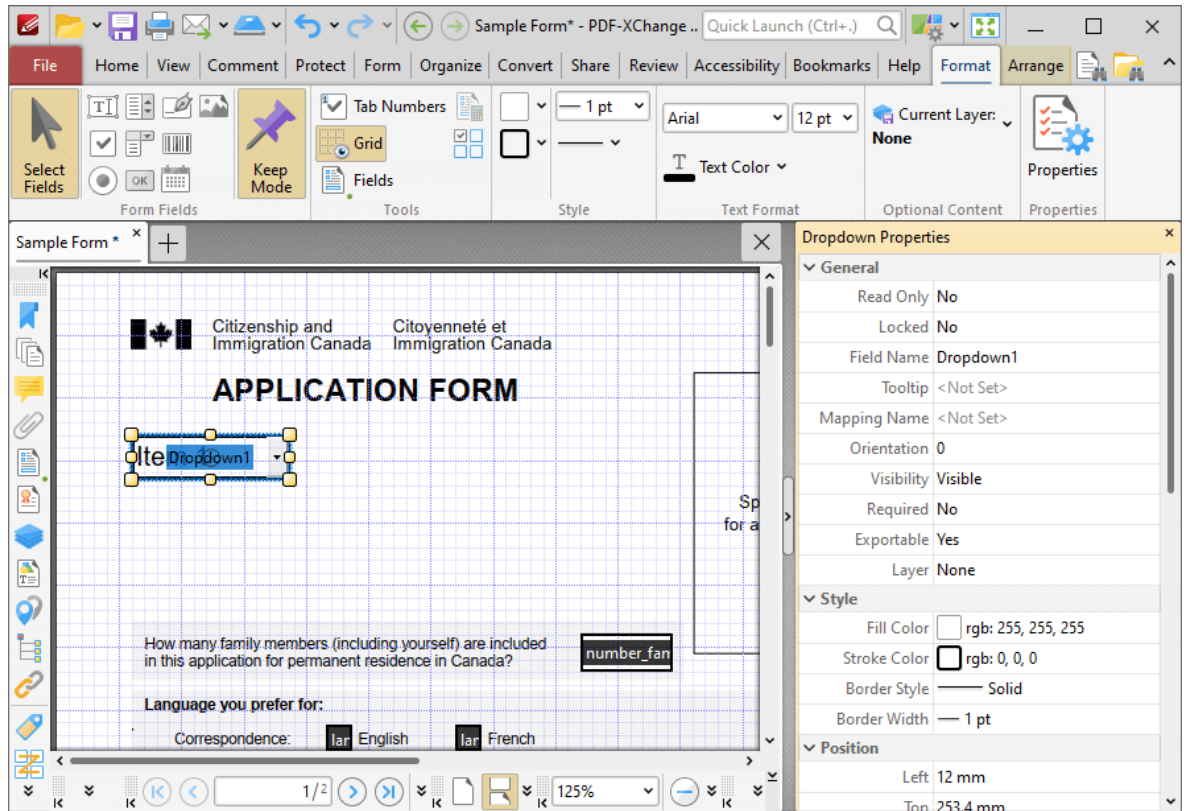 Sample Form* - PDF-XChange ..
Quick Launch (Ctrl+.)
File Home View Comment Protect Form Organize Convert Share Review Accessibility Bookmarks Help Format Arrange
Select Fields
OK
Keep Mode
Form Fields
Tab Numbers
Grid
Fields
Tools
1 pt
Style
Arial
12 pt
T Text Color
Text Format
Current Layer:
None
Optional Content
Properties
Properties
Sample Form *
Citizenship and
Immigration Canada
Citoyenneté et
Immigration Canada
APPLICATION FORM
Dropdown1
Sp
for a
How many family members (including yourself) are included
in this application for permanent residence in Canada?
number_fam
Language you prefer for:
Correspondence: lar English lar French
1/2
125%
Dropdown Properties
General
Read Only No
Locked No
Field Name Dropdown1
Tooltip <Not Set>
Mapping Name <Not Set>
Orientation 0
Visibility Visible
Required No
Exportable Yes
Layer None
Style
Fill Color rgb: 255, 255, 255
Stroke Color rgb: 0, 0, 0
Border Style Solid
Border Width 1 pt
Position
Left 12 mm
Top 253.4 mm